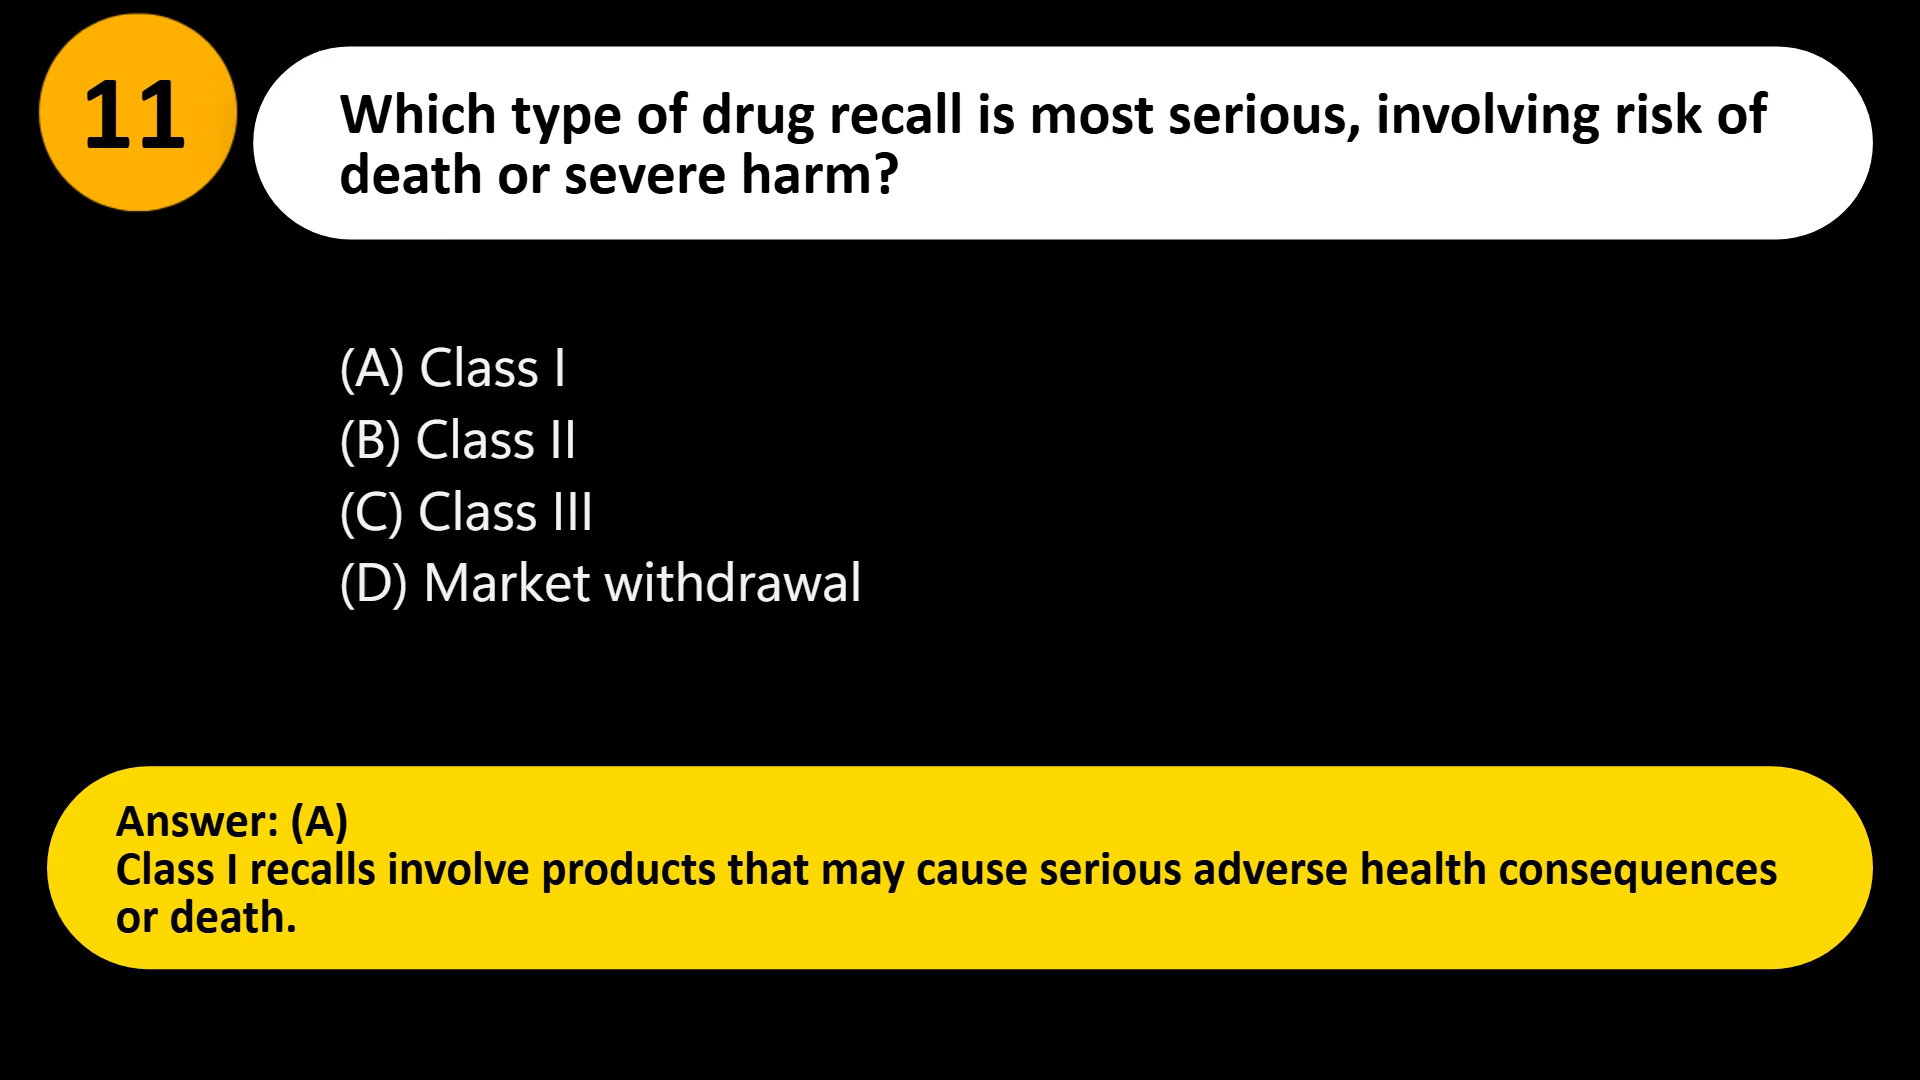 11
Which type of drug recall is most serious, involving risk of
death or severe harm?
(A) Class I
(B) Class II
(C) Class III
(D) Market withdrawal
Answer: (A)
Class I recalls involve products that may cause serious adverse health consequences
or death.